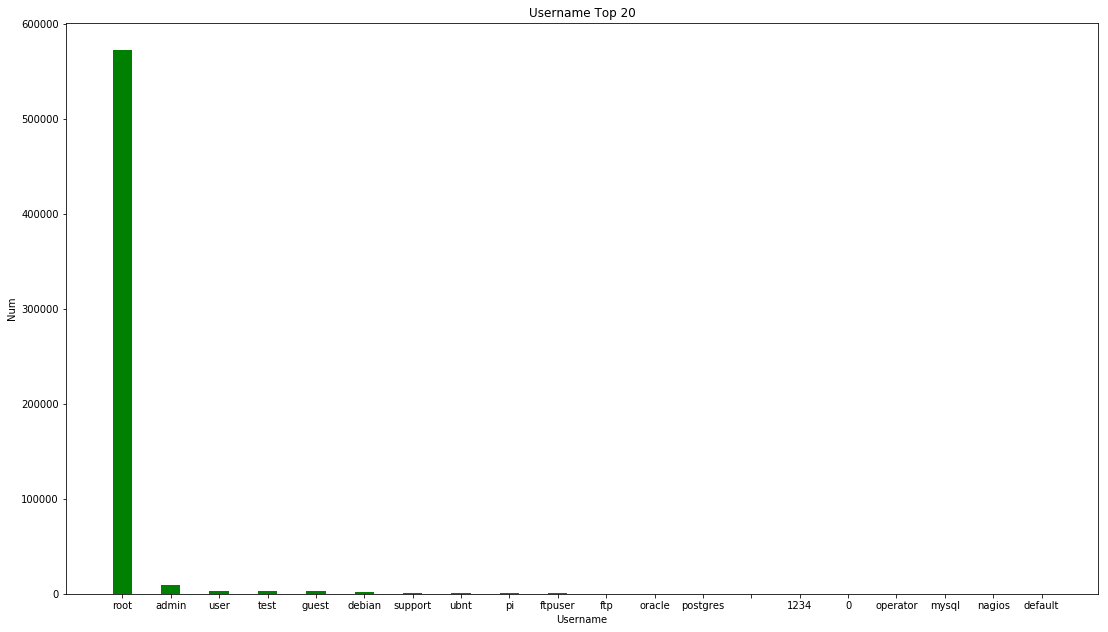 Username Top 20
600000
500000
400000
300000
200000
100000
0
Num
root admin user test guest debian support ubnt pi ftpuser ftp oracle postgres 1234 0 operator mysql nagios default
Username